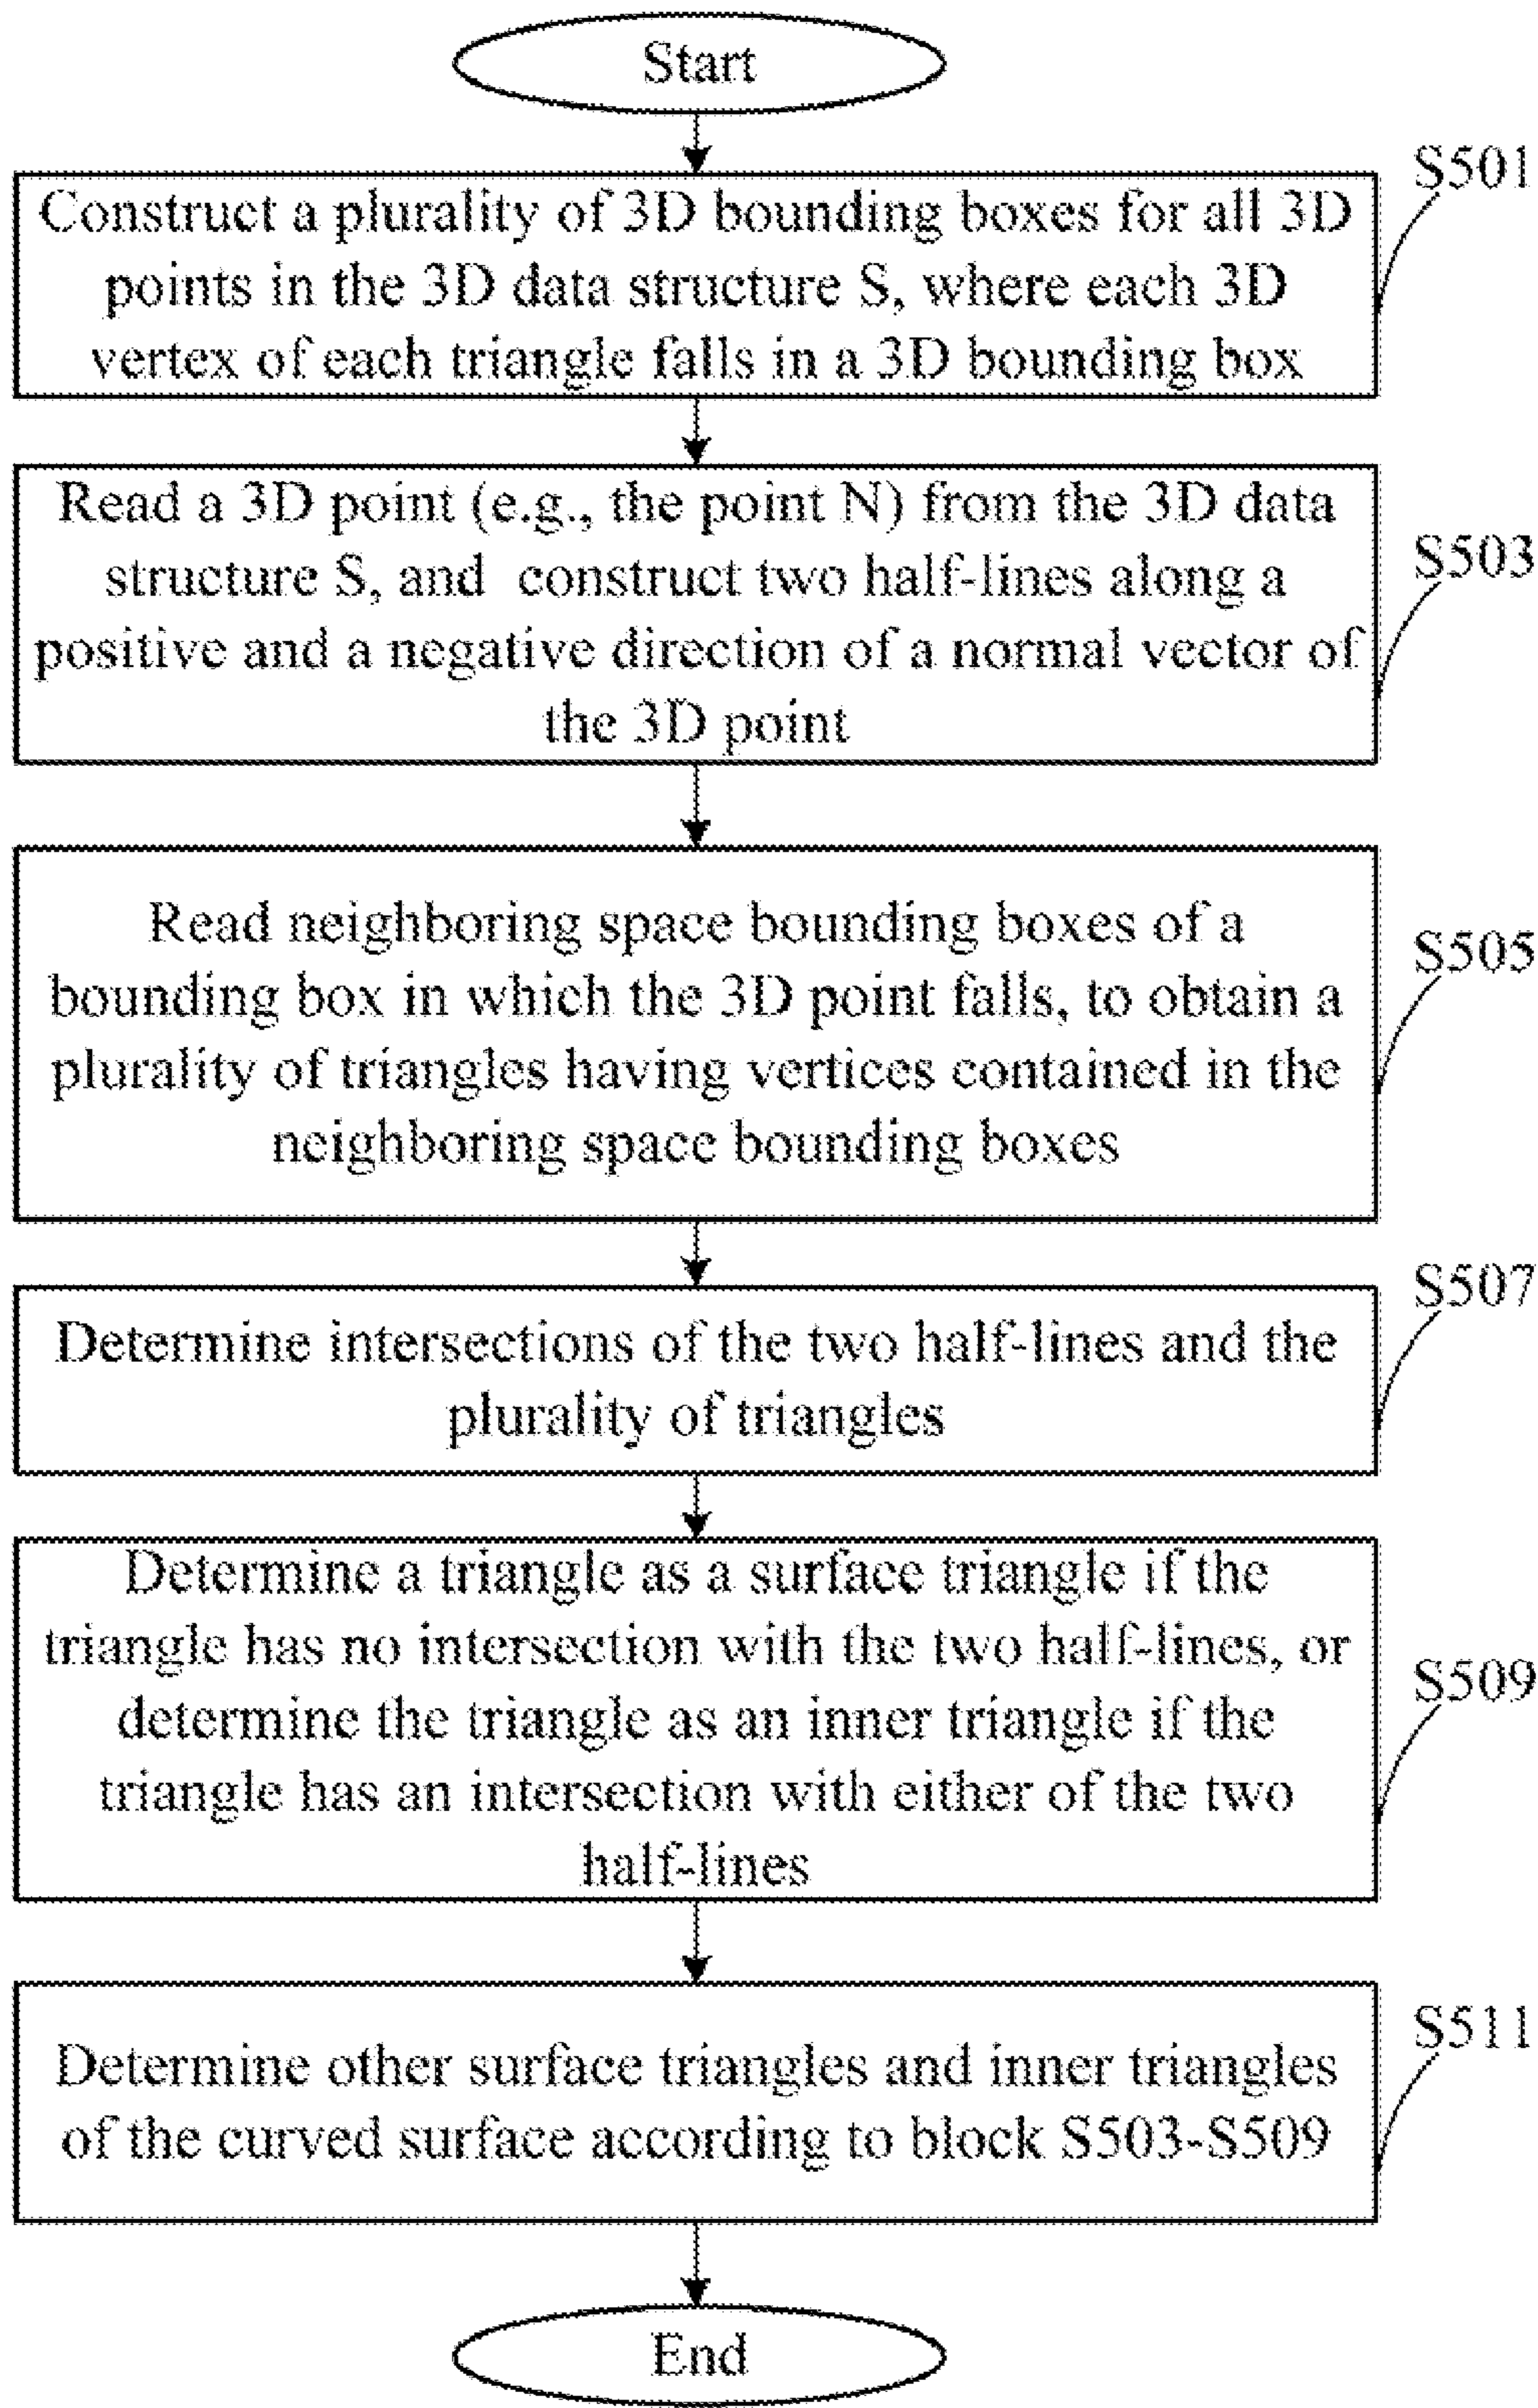 Start
S501
Construct a plurality of 3D bounding boxes for all 3D
points in the 3D data structure S, where each 3D
vertex of each triangle falls in a 3D bounding box
Read a 3D point (e.g., the point N) from the 3D data
structure S, and construct two half-lines along a
positive and a negative direction of a normal vector of
the 3D point
S503
Read neighboring space bounding boxes of a
bounding box in which the 3D point falls, to obtain a
plurality of triangles having vertices contained in the
neighboring space bounding boxes
S505
S507
Determine intersections of the two half-lines and the
plurality of triangles
Determine a triangle as a surface triangle if the
triangle has no intersection with the two half-lines, or
determine the triangle as an inner triangle if the
triangle has an intersection with either of the two
half-lines
S509
S511
Determine other surface triangles and inner triangles
of the curved surface according to block S503-S509
End